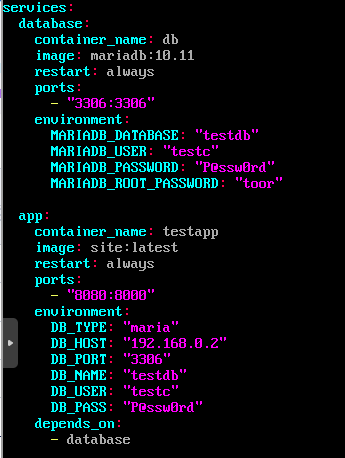 services:
  database:
    container_name: db
    image: mariadb:10.11
    restart: always
    ports:
      - "3306:3306"
    environment:
      MARIADB_DATABASE: "testdb"
      MARIADB_USER: "testc"
      MARIADB_PASSWORD: "P@ssw0rd"
      MARIADB_ROOT_PASSWORD: "toor"

  app:
    container_name: testapp
    image: site:latest
    restart: always
    ports:
      - "8080:8000"
    environment:
      DB_TYPE: "maria"
      DB_HOST: "192.168.0.2"
      DB_PORT: "3306"
      DB_NAME: "testdb"
      DB_USER: "testc"
      DB_PASS: "P@ssw0rd"
    depends_on:
      - database